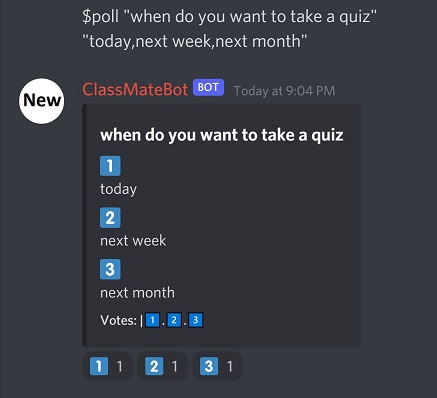 $poll "when do you want to take a quiz"
"today,next week,next month"
New
ClassMateBot BOT Today at 9:04 PM
when do you want to take a quiz
1
today
2
next week
3
next month
Votes: | 1 . 2 . 3
1 1 2 1 3 1